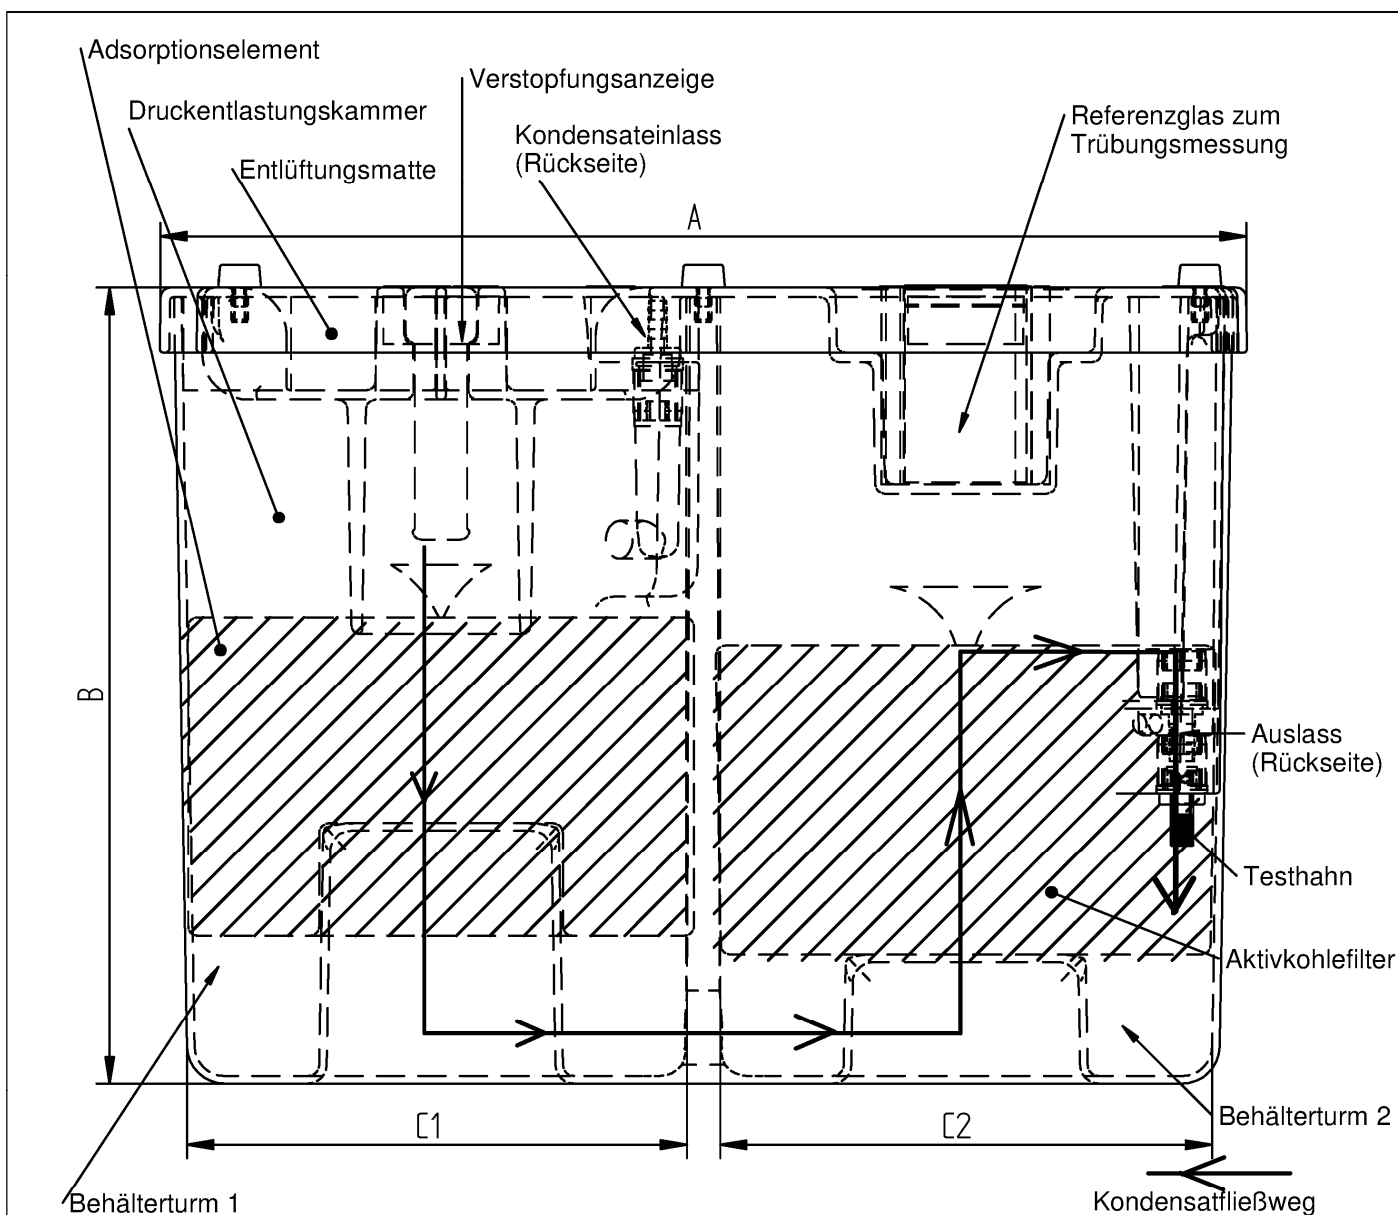 Adsorptionselement
Verstopfungsanzeige
Druckentlastungskammer
Kondensateinlass
(Rückseite)
Referenzglas zum
Trübungsmessung
Entlüftungsmatte
A
B
Auslass
(Rückseite)
Testhahn
Aktivkohlefilter
C1
C2
Behälterturm 2
Behälterturm 1
Kondensatfließweg